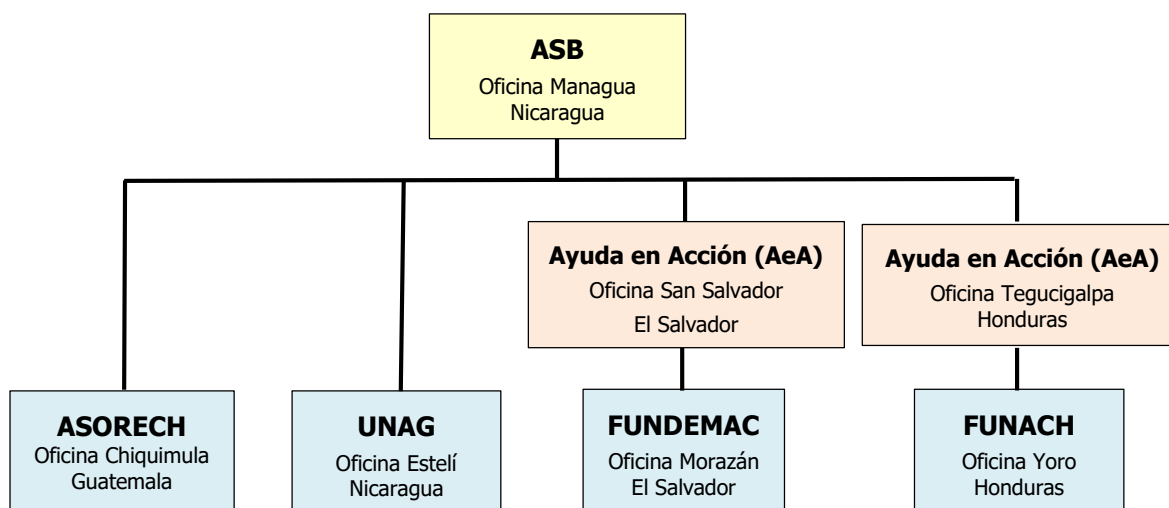 ASB
Oficina Managua
Nicaragua
Ayuda en Acción (AeA)
Oficina San Salvador
El Salvador
Ayuda en Acción (AeA)
Oficina Tegucigalpa
Honduras
ASORECH
Oficina Chiquimula
Guatemala
UNAG
Oficina Estelí
Nicaragua
FUNDEMAC
Oficina Morazán
El Salvador
FUNACH
Oficina Yoro
Honduras